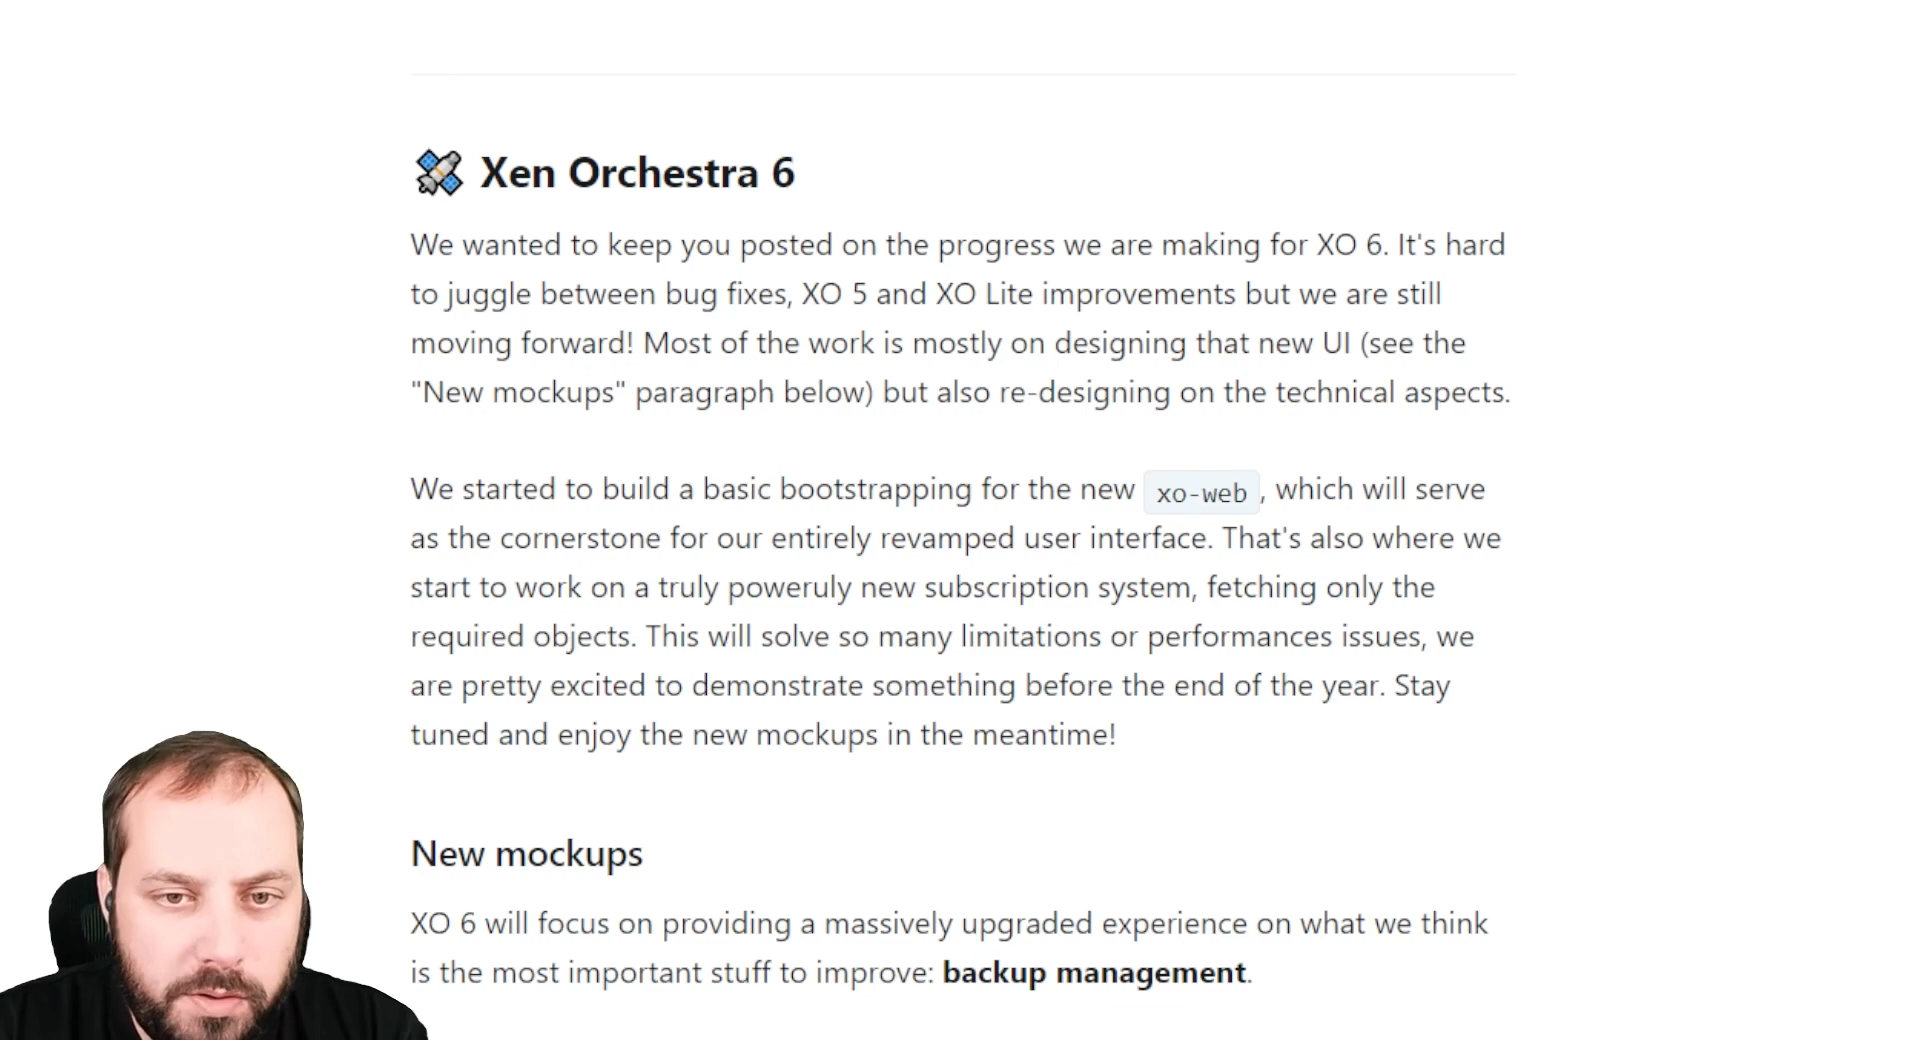 Xen Orchestra 6
We wanted to keep you posted on the progress we are making for XO 6. It's hard
to juggle between bug fixes, XO 5 and XO Lite improvements but we are still
moving forward! Most of the work is mostly on designing that new UI (see the
"New mockups" paragraph below) but also re-designing on the technical aspects.
We started to build a basic bootstrapping for the new xo-web, which will serve
as the cornerstone for our entirely revamped user interface. That's also where we
start to work on a truly poweruly new subscription system, fetching only the
required objects. This will solve so many limitations or performances issues, we
are pretty excited to demonstrate something before the end of the year. Stay
tuned and enjoy the new mockups in the meantime!
New mockups
XO 6 will focus on providing a massively upgraded experience on what we think
is the most important stuff to improve: backup management.